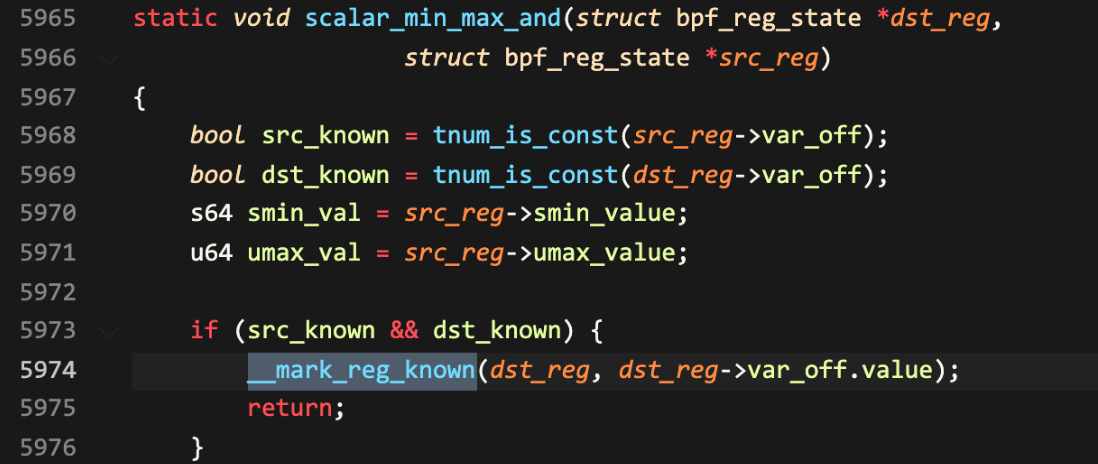 5965 static void scalar_min_max_and(struct bpf_reg_state *dst_reg,
5966 struct bpf_reg_state *src_reg)
5967 {
5968 bool src_known = tnum_is_const(src_reg->var_off);
5969 bool dst_known = tnum_is_const(dst_reg->var_off);
5970 s64 smin_val = src_reg->smin_value;
5971 u64 umax_val = src_reg->umax_value;
5972
5973 if (src_known && dst_known) {
5974 __mark_reg_known(dst_reg, dst_reg->var_off.value);
5975 return;
5976 }